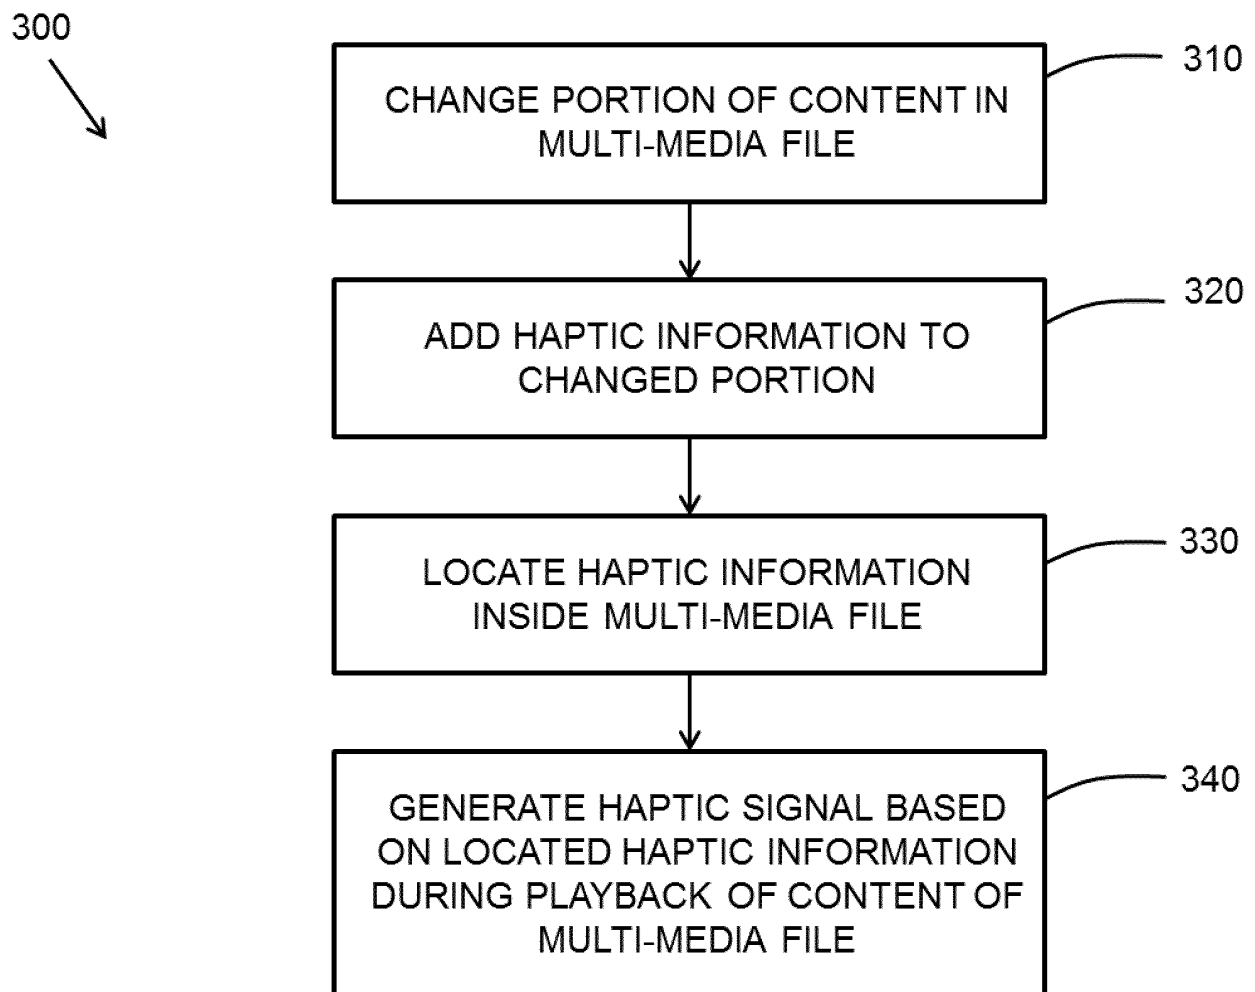 300
310
CHANGE PORTION OF CONTENT IN
MULTI-MEDIA FILE
320
ADD HAPTIC INFORMATION TO
CHANGED PORTION
330
LOCATE HAPTIC INFORMATION
INSIDE MULTI-MEDIA FILE
340
GENERATE HAPTIC SIGNAL BASED
ON LOCATED HAPTIC INFORMATION
DURING PLAYBACK OF CONTENT OF
MULTI-MEDIA FILE